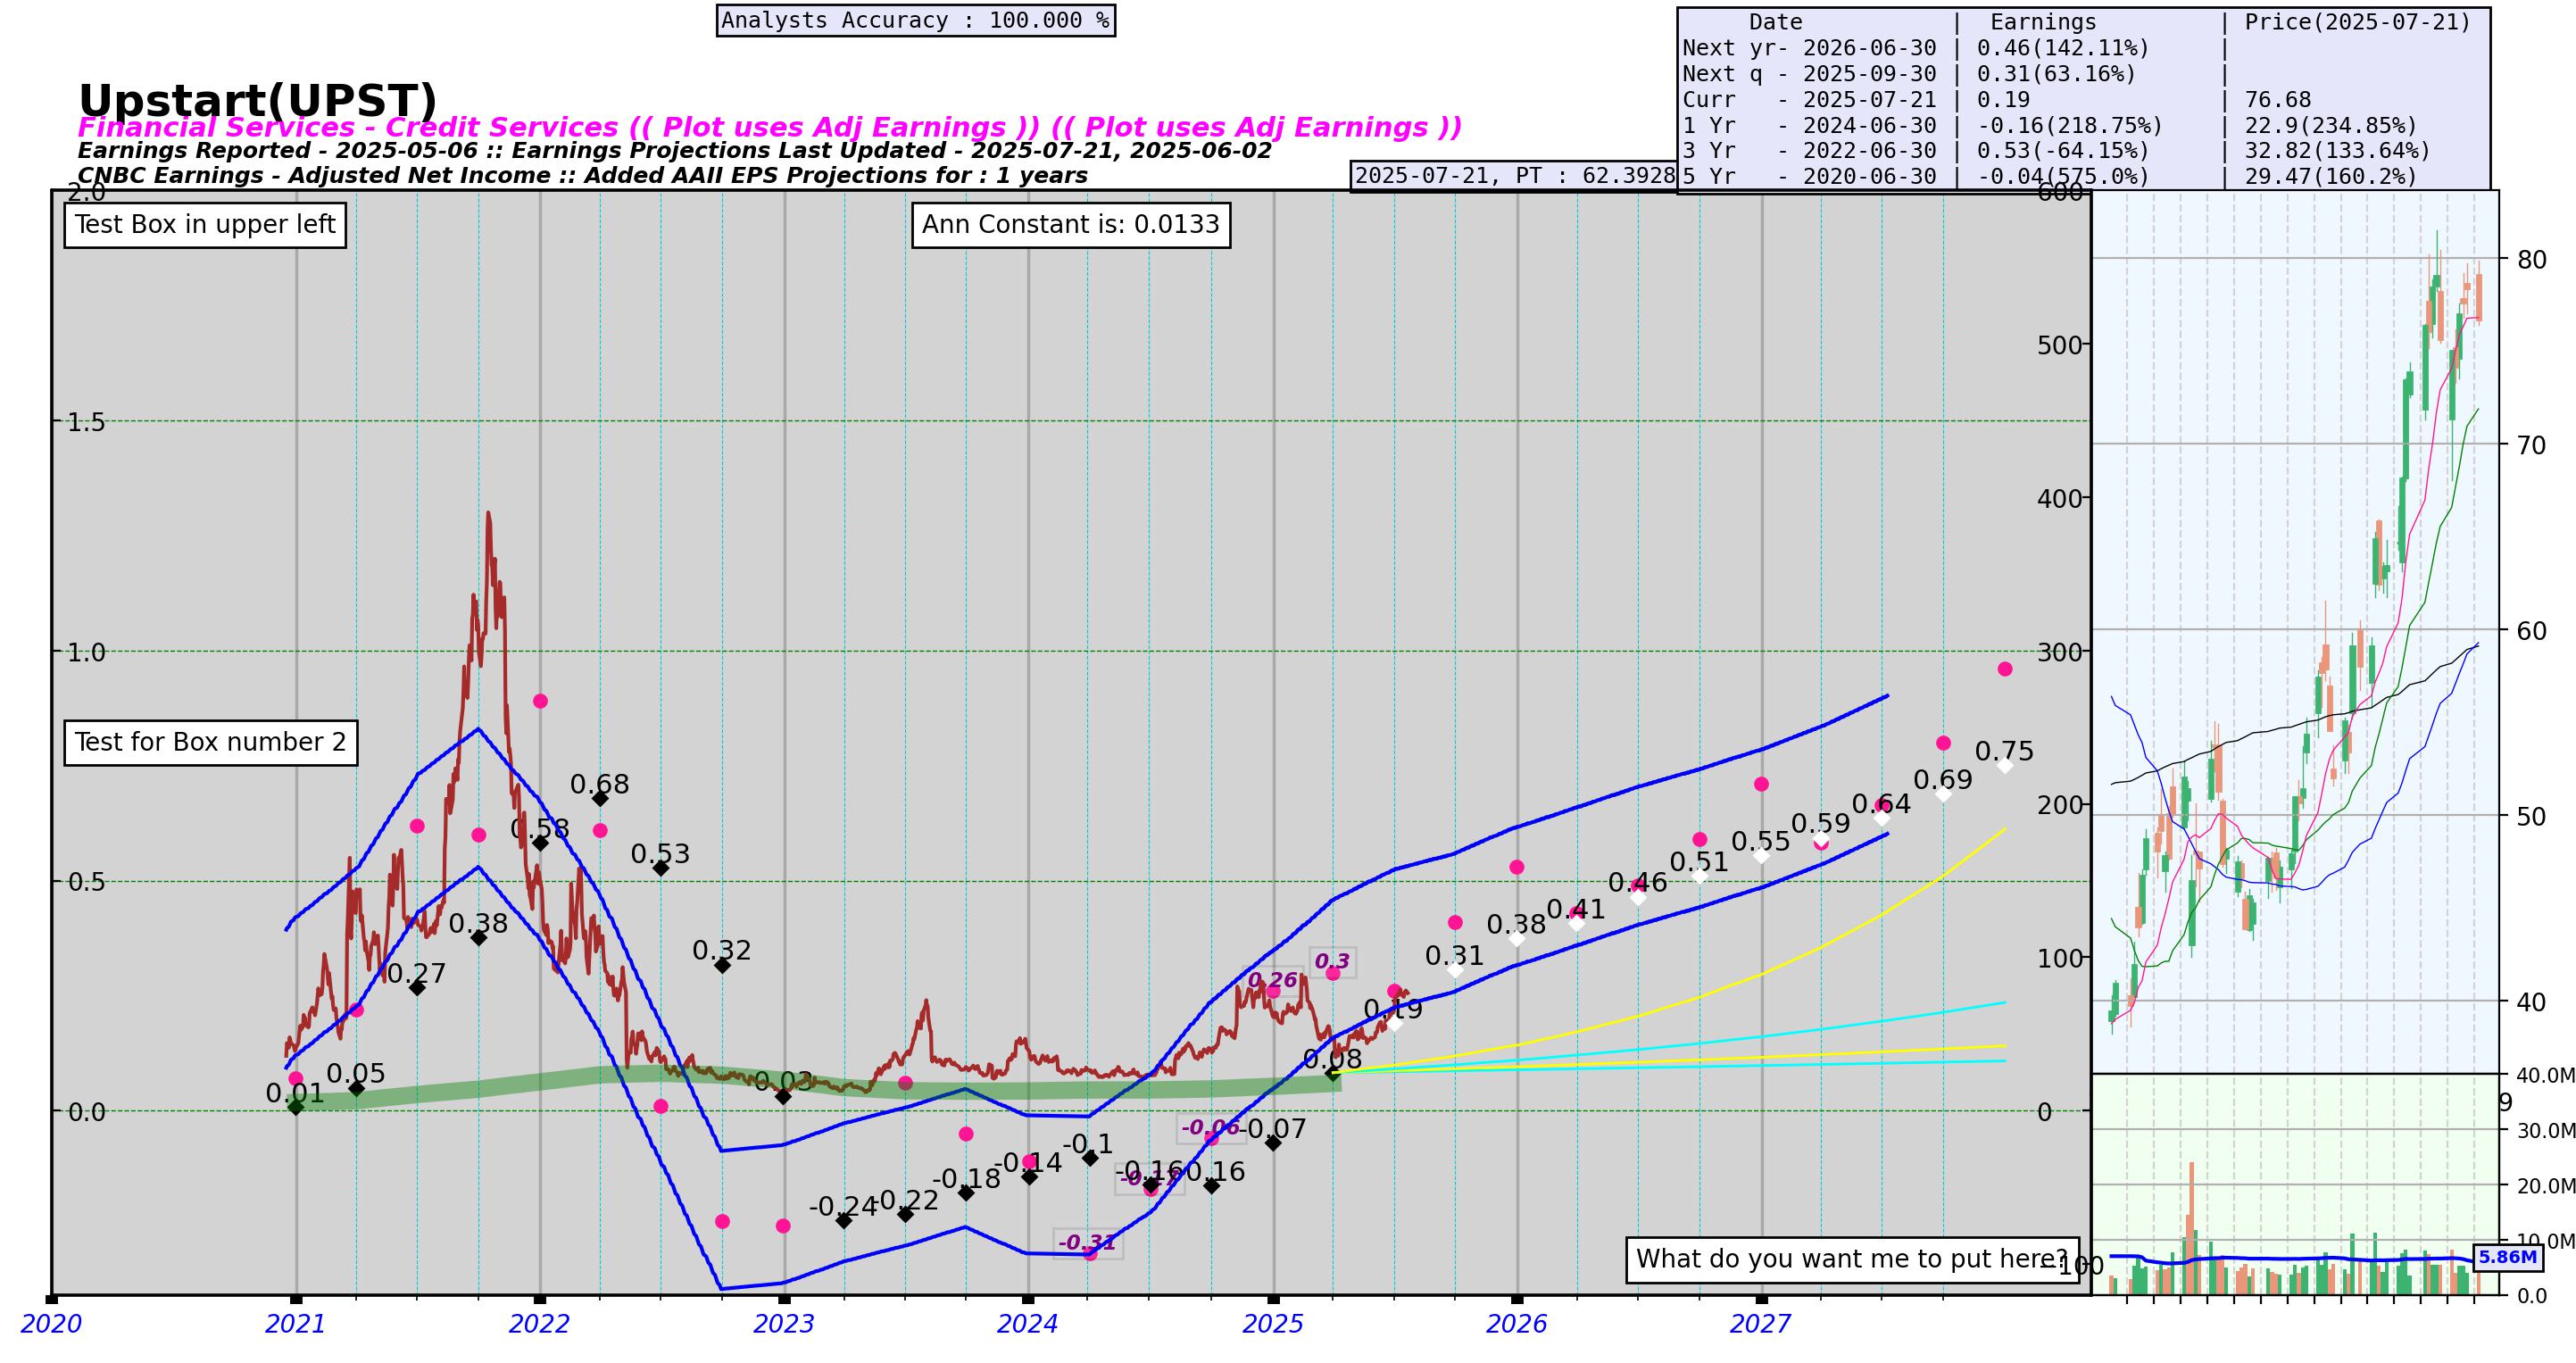 Analysts Accuracy : 100.000 %
Date | Earnings | Price(2025-07-21)
Next yr- 2026-06-30 | 0.46(142.11%) |
Next q - 2025-09-30 | 0.31(63.16%) |
Curr - 2025-07-21 | 0.19 | 76.68
1 Yr - 2024-06-30 | -0.16(218.75%) | 22.9(234.85%)
3 Yr - 2022-06-30 | 0.53(-64.15%) | 32.82(133.64%)
5 Yr - 2020-06-30 | -0.04(575.0%) | 29.47(160.2%)
Upstart(UPST)
Financial Services - Credit Services (( Plot uses Adj Earnings )) (( Plot uses Adj Earnings ))
Earnings Reported - 2025-05-06 :: Earnings Projections Last Updated - 2025-07-21, 2025-06-02
CNBC Earnings - Adjusted Net Income :: Added AAII EPS Projections for : 1 years
2025-07-21, PT : 62.3928
2.0
600
Test Box in upper left
Ann Constant is: 0.0133
80
500
1.5
70
400
1.0
300
60
Test for Box number 2
0.75
0.68
0.69
0.64
200
50
0.58
0.59
0.55
0.53
0.51
0.5
0.46
0.41
0.38
0.38
0.32
0.31
0.3
100
0.27
0.26
40
0.19
0.08
0.05
0.03
40.0M
0.01
0.0
0
9
-0.06
-0.07
30.0M
-0.1
-0.14
-0.16
-0.17
-0.16
-0.18
20.0M
-0.24
-0.22
-0.31
10.0M
What do you want me to put here?
-100
5.86M
0.0
2020 2021 2022 2023 2024 2025 2026 2027